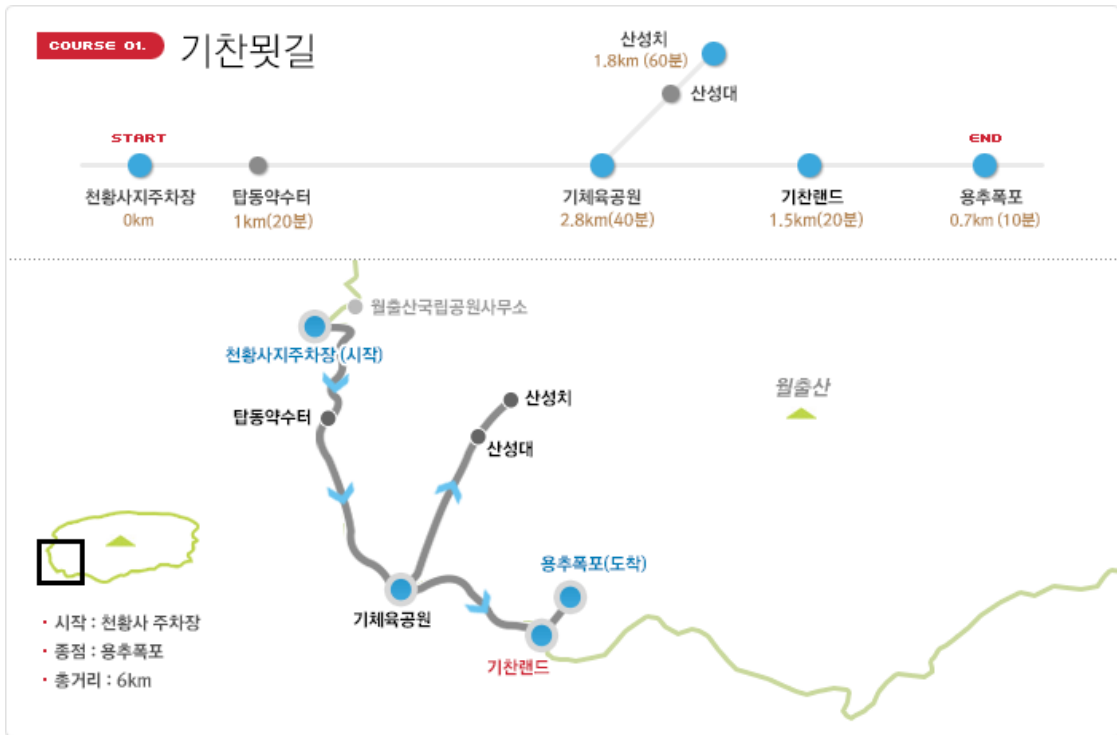 COURSE 01. 기찬묏길
산성치
1.8km (60분)
산성대
START
END
천황사지주차장
0km
탑동약수터
1km(20분)
기체육공원
2.8km(40분)
기찬랜드
1.5km(20분)
용추폭포
0.7km (10분)
월출산국립공원사무소
천황사지주차장 (시작)
탑동약수터
산성치
산성대
월출산
용추폭포(도착)
기체육공원
기찬랜드
· 시작 : 천황사 주차장
· 종점 : 용추폭포
· 총거리 : 6km